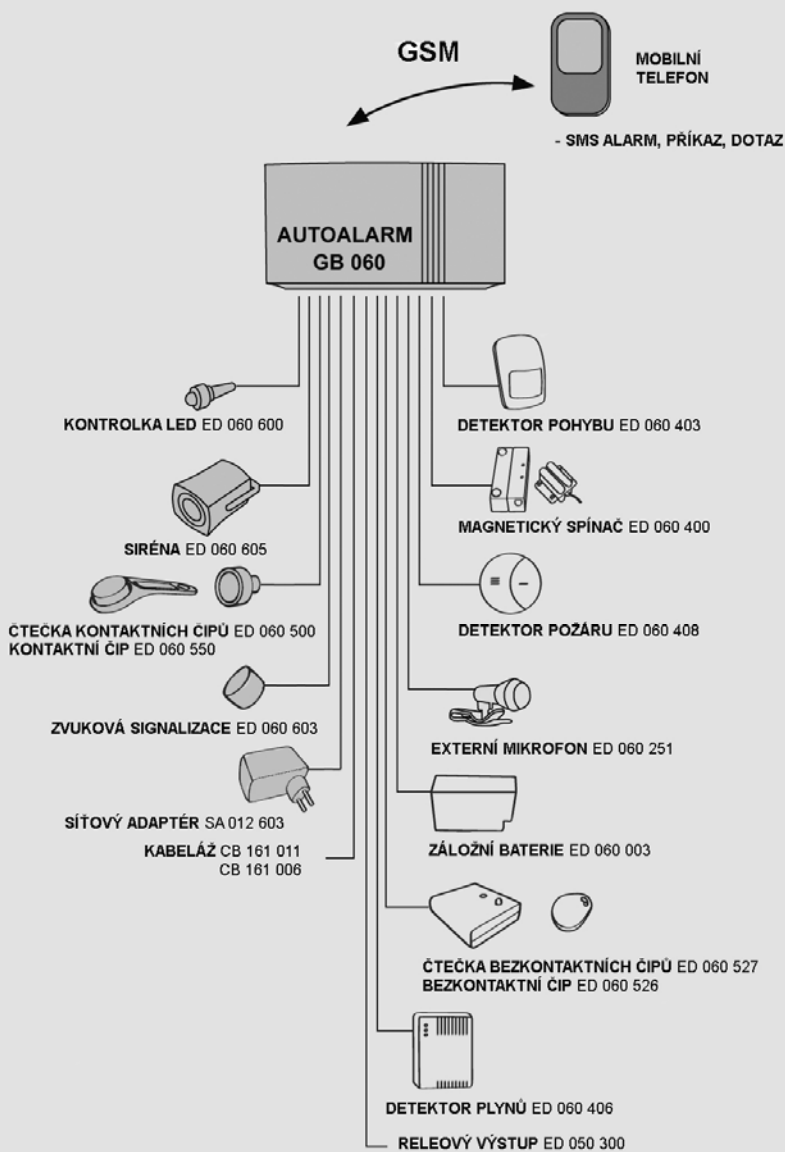 GSM
MOBILNÍ
TELEFON
- SMS ALARM, PŘÍKAZ, DOTAZ
AUTOALARM
GB 060
KONTROLKA LED ED 060 600
SIRÉNA ED 060 605
ČTEČKA KONTAKTNÍCH ČIPŮ ED 060 500
KONTAKTNÍ ČIP ED 060 550
ZVUKOVÁ SIGNALIZACE ED 060 603
SÍŤOVÝ ADAPTÉR SA 012 603
KABELÁŽ CB 161 011
CB 161 006
DETEKTOR POHYBU ED 060 403
MAGNETICKÝ SPÍNAČ ED 060 400
DETEKTOR POŽÁRU ED 060 408
EXTERNÍ MIKROFON ED 060 251
ZÁLOŽNÍ BATERIE ED 060 003
ČTEČKA BEZKONTAKTNÍCH ČIPŮ ED 060 527
BEZKONTAKTNÍ ČIP ED 060 526
DETEKTOR PLYNŮ ED 060 406
RELEOVÝ VÝSTUP ED 050 300